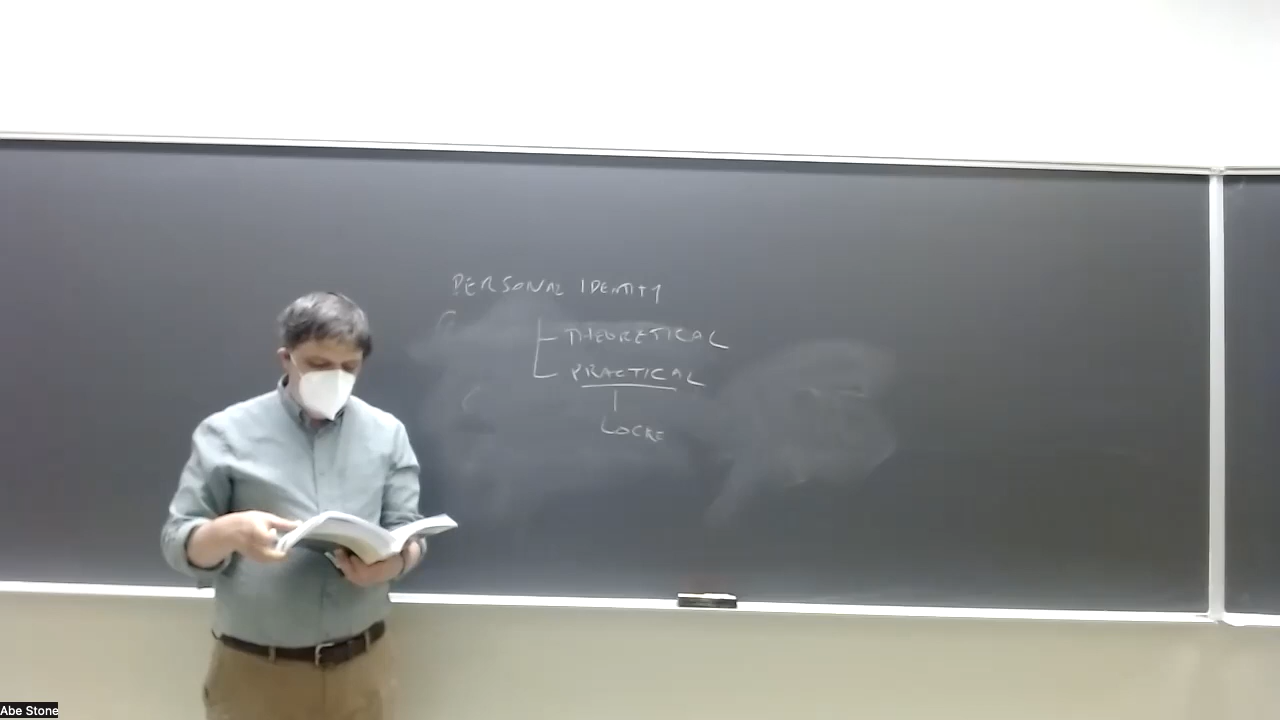 PERSONAL IDENTITY
THEORETICAL
PRACTICAL
LOCKE
Abe Stone